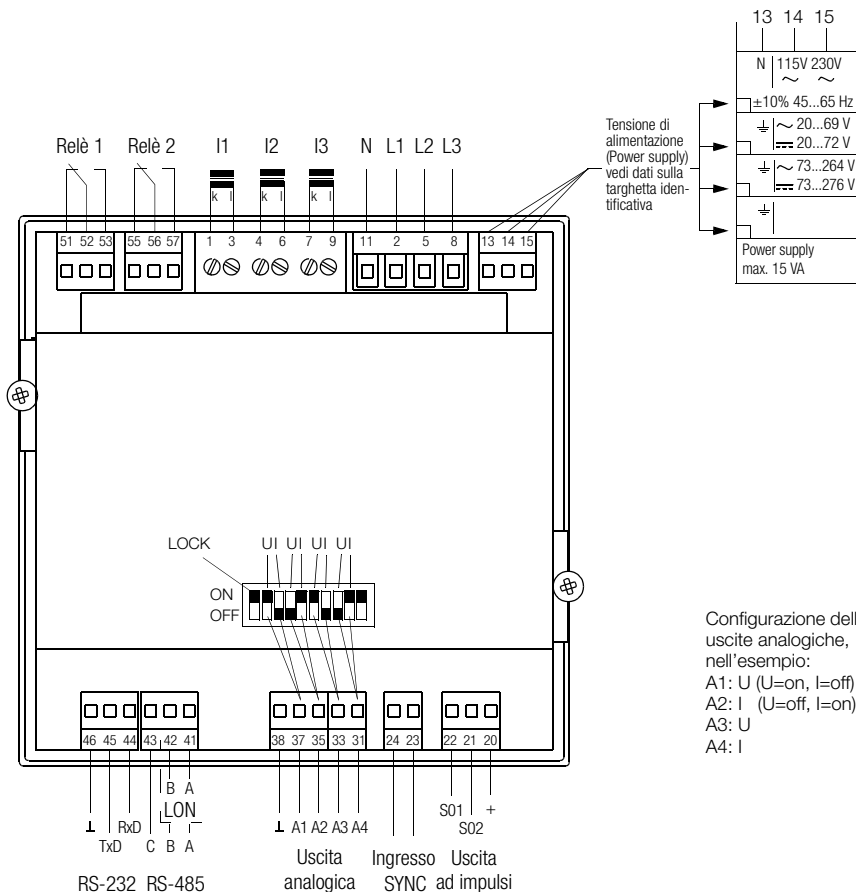 13 14 15
N 115V 230V
∼ ∼
±10% 45...65 Hz
⏚ ∼ 20...69 V
⎓ 20...72 V
⏚ ∼ 73...264 V
⎓ 73...276 V
⏚
Power supply
max. 15 VA
Tensione di
alimentazione
(Power supply)
vedi dati sulla
targhetta iden-
tificativa
Relè 1 Relè 2 I1 I2 I3 N L1 L2 L3
k l k l k l
51 52 53 55 56 57 1 3 4 6 7 9 11 2 5 8 13 14 15
LOCK UI UI UI UI
ON
OFF
Configurazione dell
uscite analogiche,
nell'esempio:
A1: U (U=on, I=off)
A2: I (U=off, I=on)
A3: U
A4: I
46 45 44 43 42 41 38 37 35 33 31 24 23 22 21 20
B A
LON
⊥ TxD RxD C B A
⊥ A1 A2 A3 A4
S01 S02 +
RS-232 RS-485
Uscita
analogica
Ingresso
SYNC
Uscita
ad impulsi